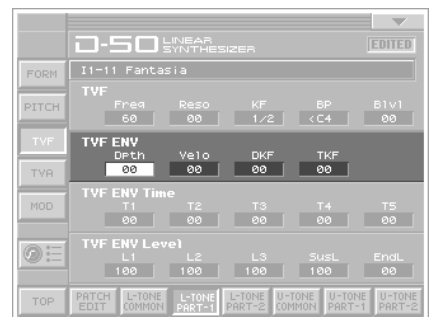 D-50 LINEAR SYNTHESIZER EDITED
FORM
I1-11 Fantasia
PITCH
TVF
Freq Reso KF BP Blvl
60 00 1/2 <C4 00
TVF
TVF ENV
Dpth Velo DKF TKF
00 00 00 00
TVA
MOD
TVF ENV Time
T1 T2 T3 T4 T5
00 00 00 00 00
TVF ENV Level
L1 L2 L3 SusL EndL
100 100 100 100 00
TOP
PATCH EDIT
L-TONE COMMON
L-TONE PART-1
L-TONE PART-2
U-TONE COMMON
U-TONE PART-1
U-TONE PART-2